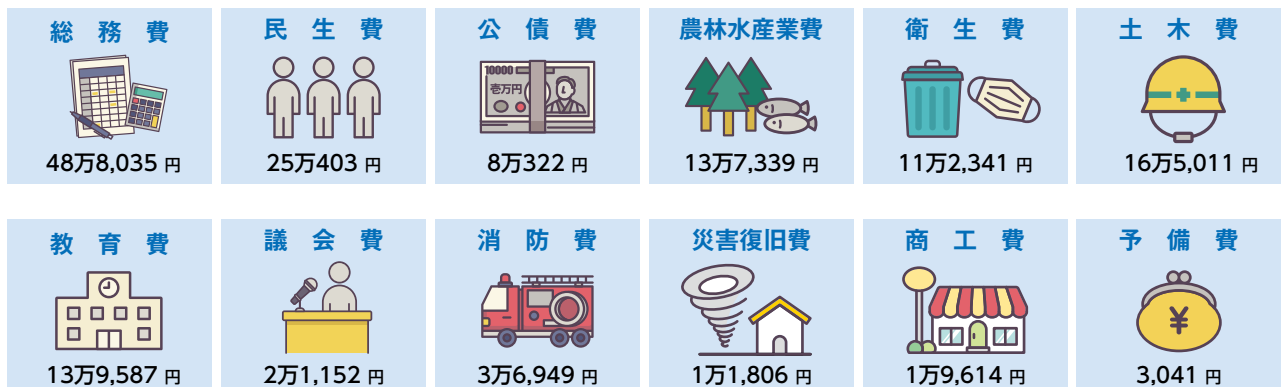 総務費
48万8,035 円
民生費
25万403 円
公債費
10000
壱万円
8万322 円
農林水産業費
13万7,339 円
衛生費
11万2,341 円
土木費
16万5,011 円
教育費
13万9,587 円
議会費
2万1,152 円
消防費
3万6,949 円
災害復旧費
1万1,806 円
商工費
1万9,614 円
予備費
¥
3,041 円